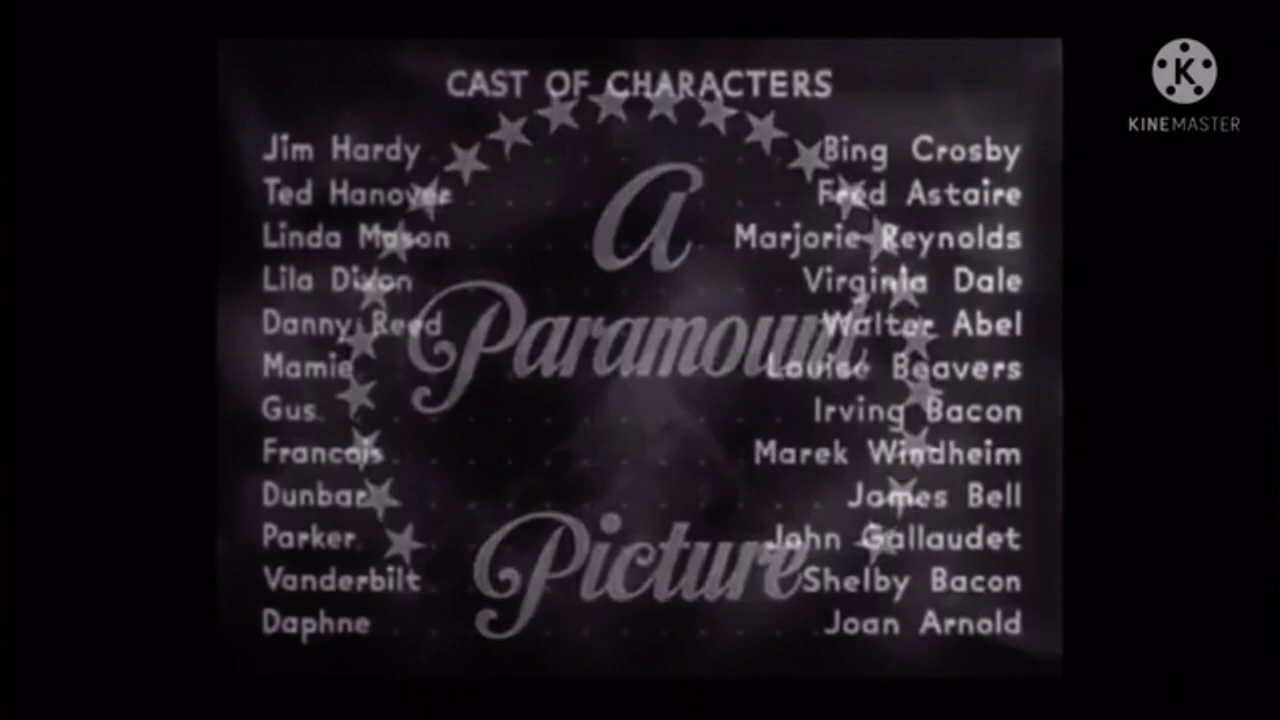 CAST OF CHARACTERS
Jim Hardy Bing Crosby
Ted Hanover Fred Astaire
Linda Mason Marjorie Reynolds
Lila Dixon Virginia Dale
Danny Reed Walter Abel
Mamie Louise Beavers
Gus Irving Bacon
Francois Marek Windheim
Dunbar James Bell
Parker John Gallaudet
Vanderbilt Shelby Bacon
Daphne Joan Arnold
A
Paramount
Picture
K
KINEMASTER